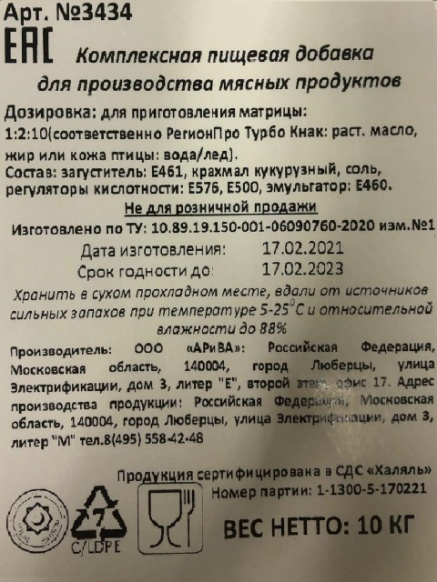 Арт. №3434
ЕАС
Комплексная пищевая добавка
для производства мясных продуктов
Дозировка: для приготовления матрицы:
1:2:10(соответственно РегионПро Турбо Кнак: раст. масло,
жир или кожа птицы: вода/лед).
Состав: загуститель: Е461, крахмал кукурузный, соль,
регуляторы кислотности: Е576, Е500, эмульгатор: Е460.
Не для розничной продажи
Изготовлено по ТУ: 10.89.19.150-001-06090760-2020 изм.№1
Дата изготовления: 17.02.2021
Срок годности до: 17.02.2023
Хранить в сухом прохладном месте, вдали от источников
сильных запахов при температуре 5-25°С и относительной
влажности до 88%
Производитель: ООО «АРиВА»: Российская Федерация,
Московская область, 140004, город Люберцы, улица
Электрификации, дом 3, литер "Е", второй этаж, офис 17. Адрес
производства продукции: Российская Федерация, Московская
область, 140004, город Люберцы, улица Электрификации, дом 3,
литер "М" тел.8(495) 558-42-48
Продукция сертифицирована в СДС «Халяль»
Номер партии: 1-1300-5-170221
7
C/LDPE
ВЕС НЕТТО: 10 КГ